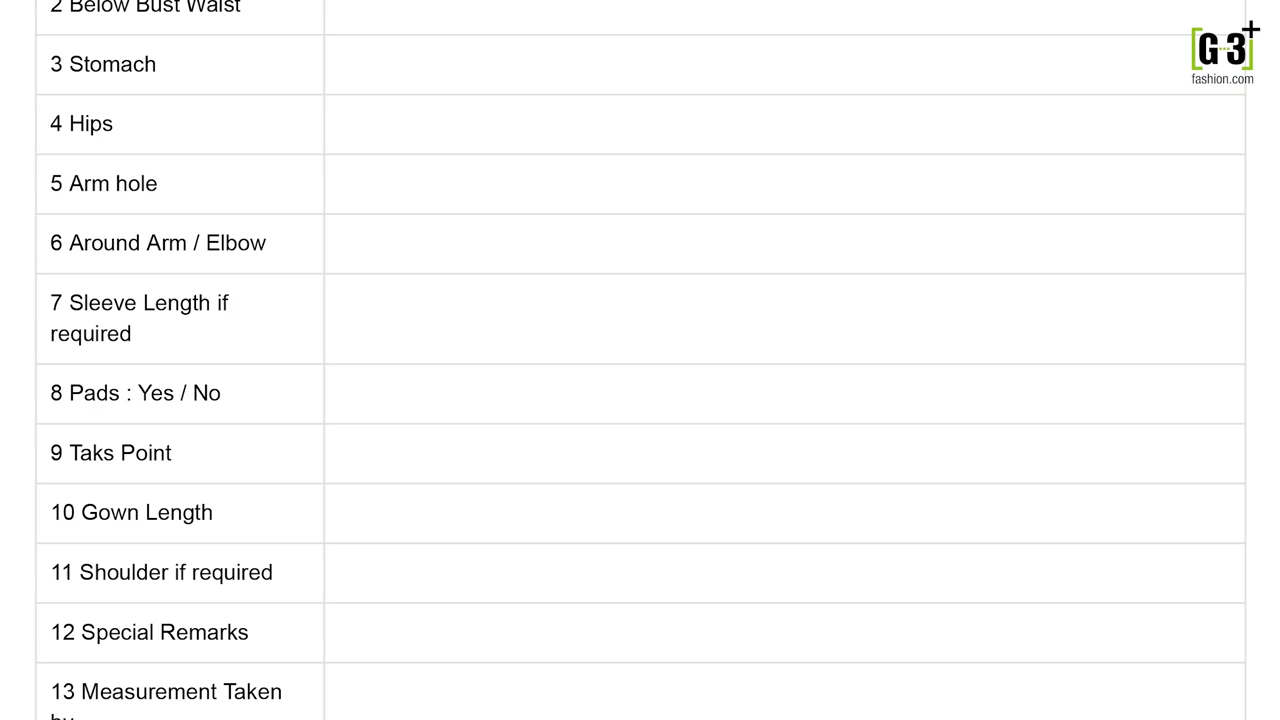 2 Below Bust Waist
G-3+
fashion.com
3 Stomach
4 Hips
5 Arm hole
6 Around Arm / Elbow
7 Sleeve Length if
required
8 Pads : Yes / No
9 Taks Point
10 Gown Length
11 Shoulder if required
12 Special Remarks
13 Measurement Taken
by